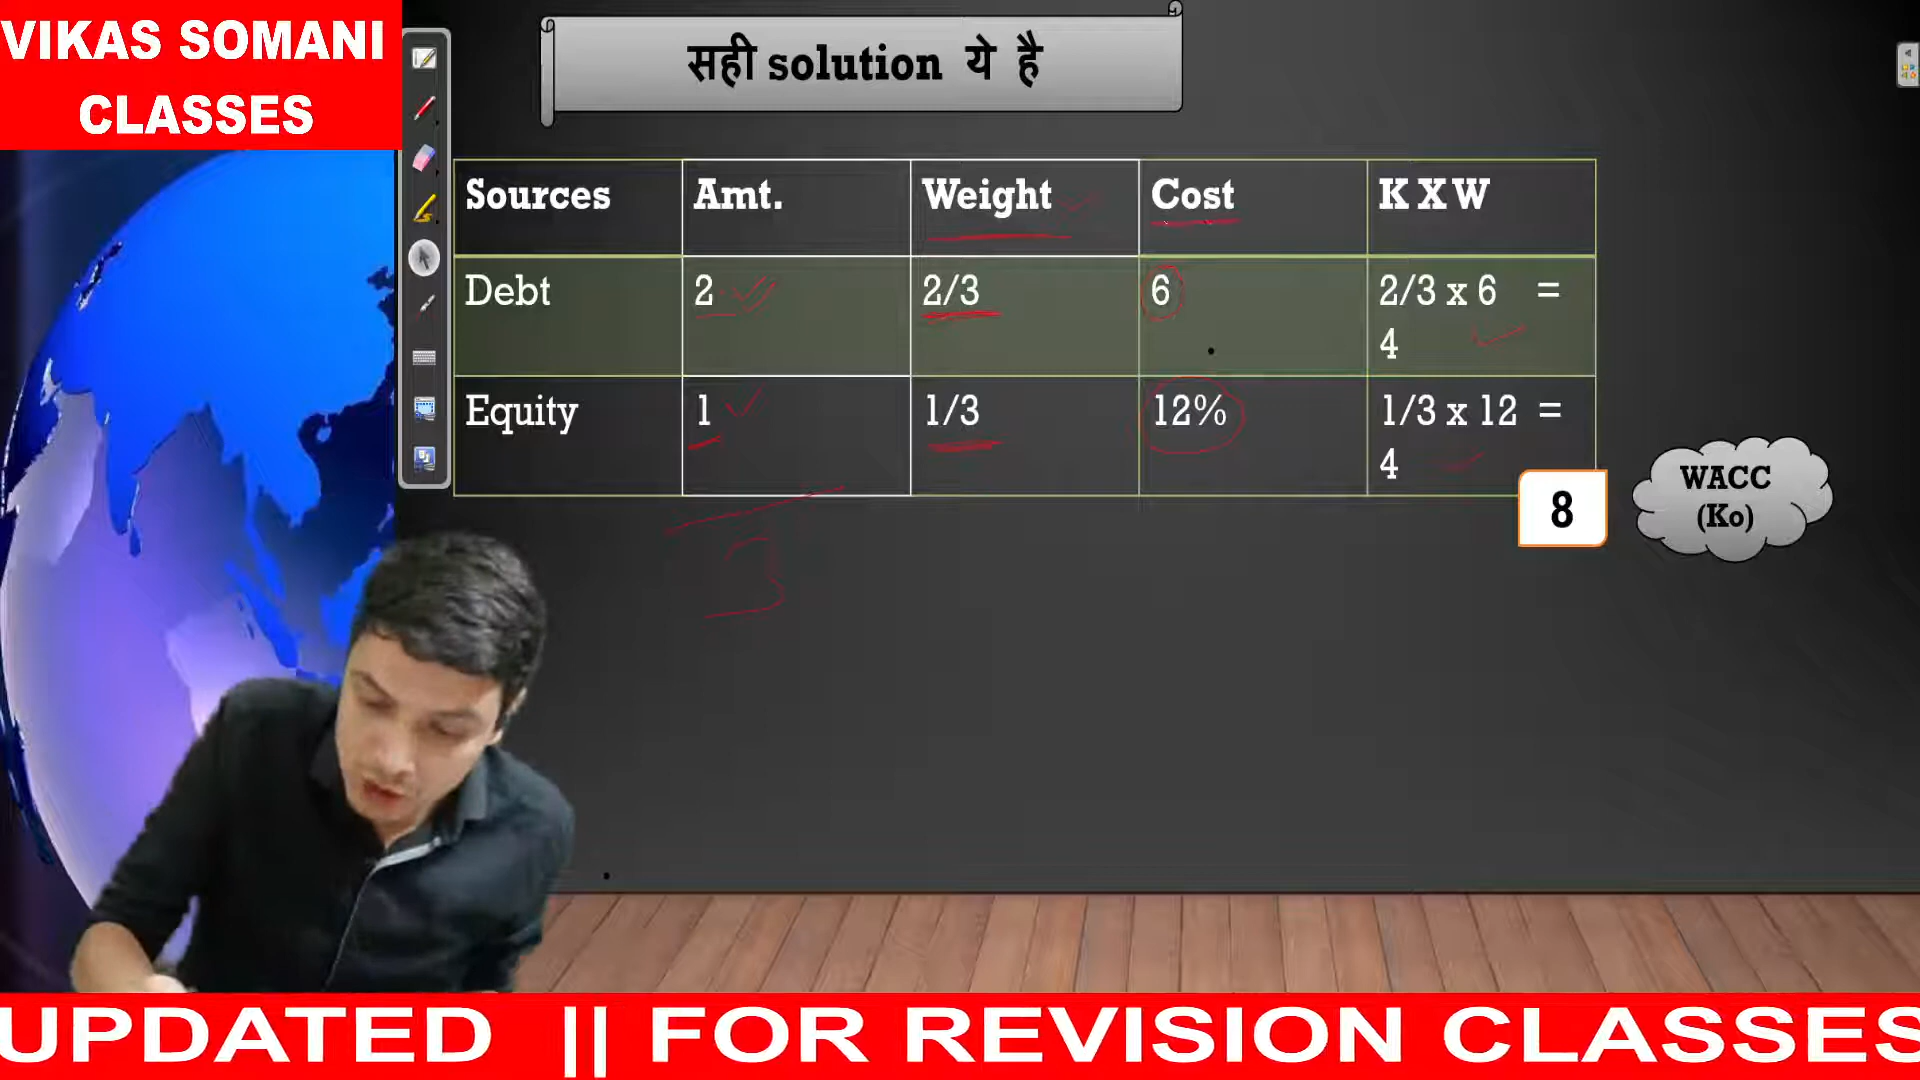 VIKAS SOMANI
CLASSES
सही solution ये है
Sources Amt. Weight Cost K X W
Debt 2 2/3 6 2/3 x 6 =
4
Equity 1 1/3 12% 1/3 x 12 =
4
8
WACC
(Ko)
3
UPDATED || FOR REVISION CLASSES